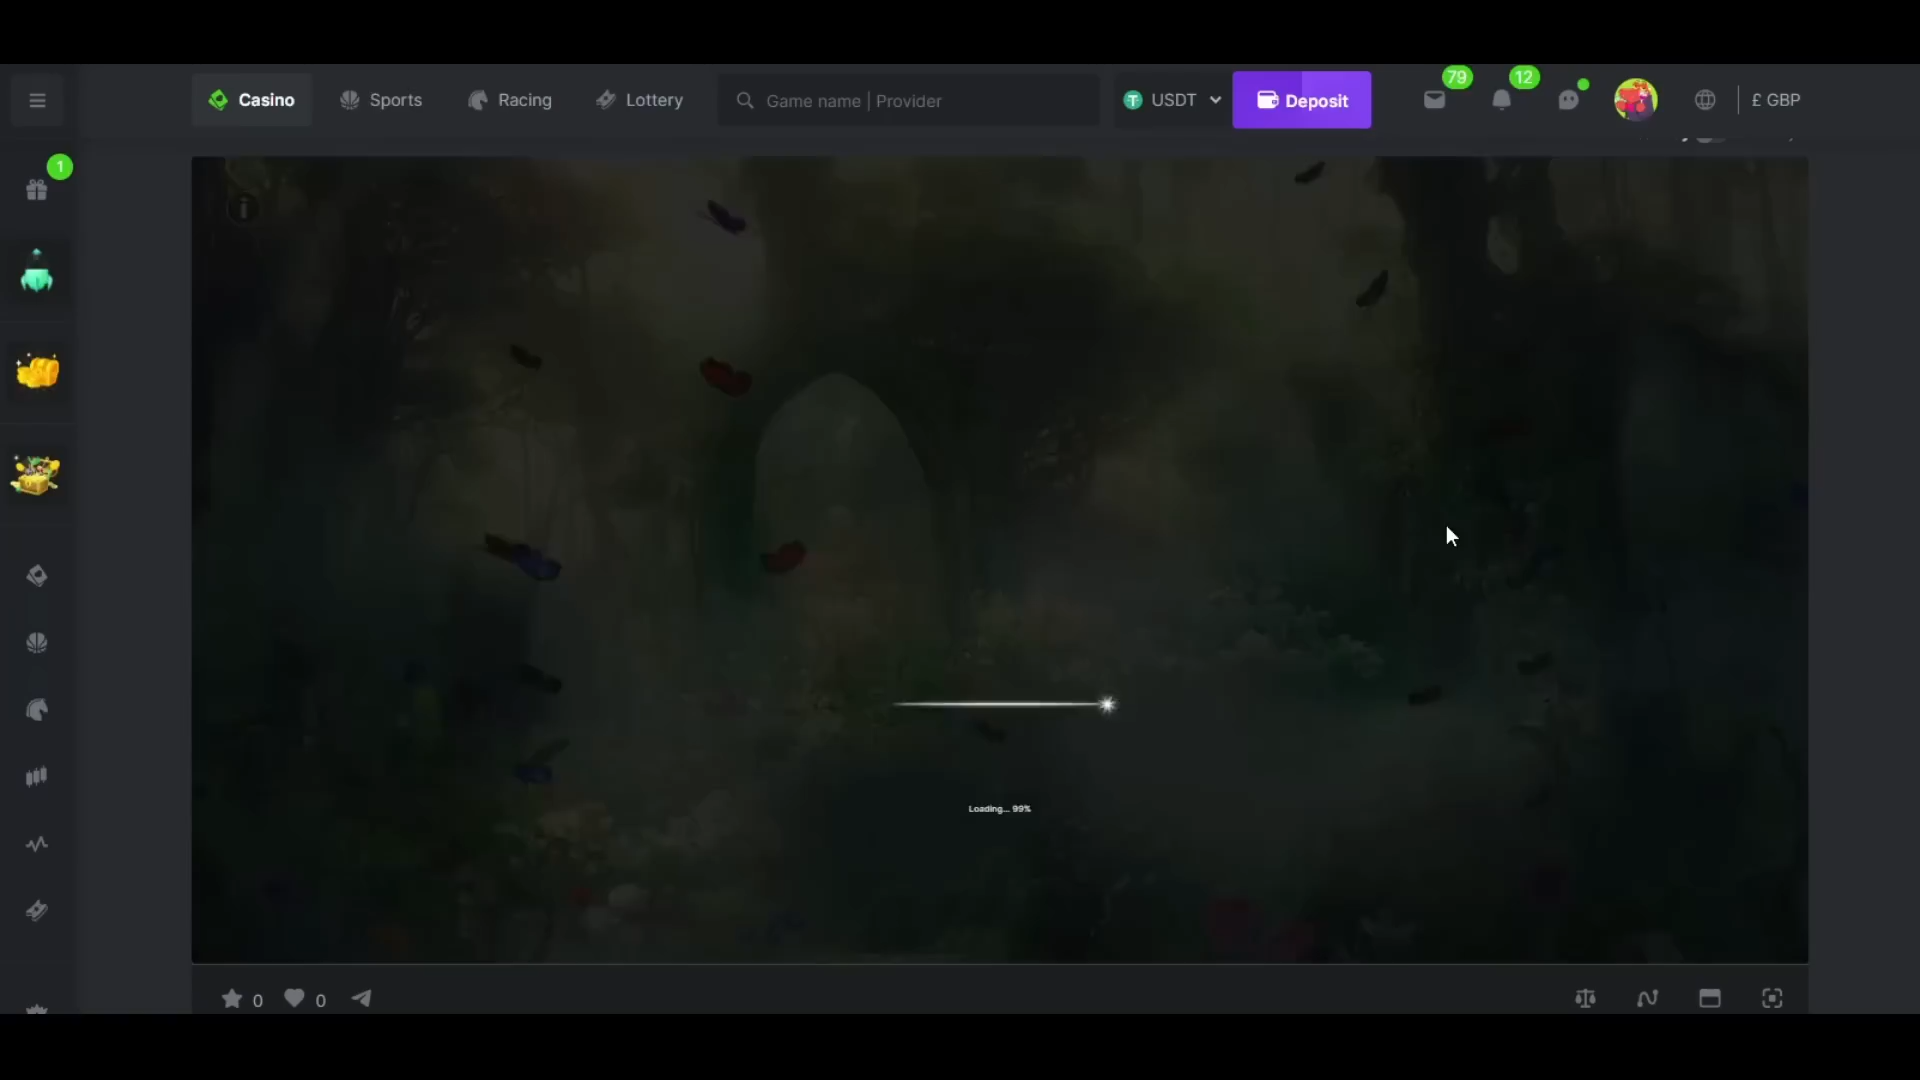 Casino
Sports
Racing
Lottery
Game name | Provider
USDT
Deposit
79
12
£ GBP
1
Loading... 99%
0
0